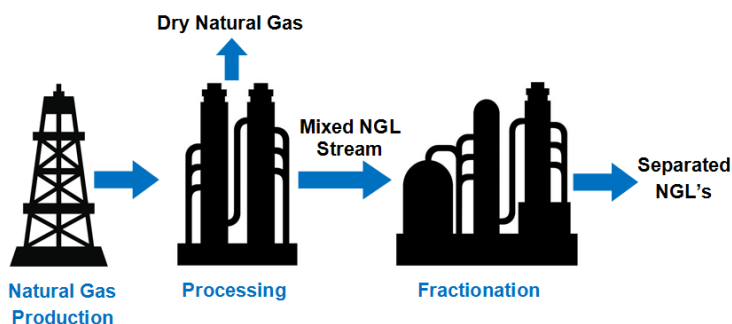 Dry Natural Gas
Mixed NGL
Stream
Separated
NGL's
Natural Gas
Production
Processing
Fractionation